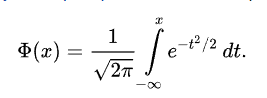 Φ(x) = 1/√(2π) ∫_{-∞}^{x} e^{-t²/2} dt.